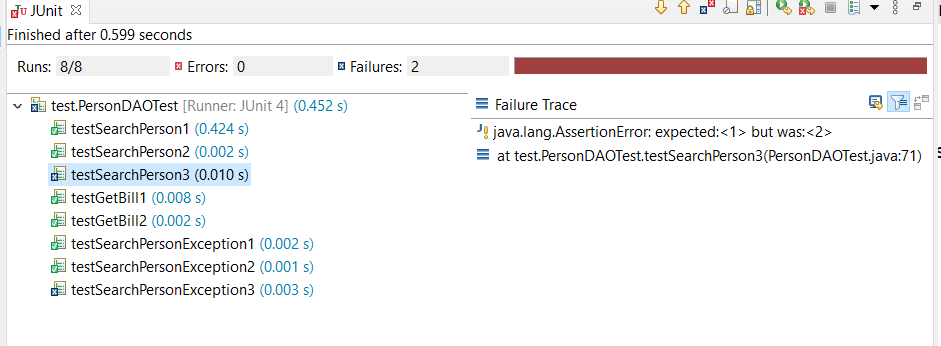 JUnit
Finished after 0.599 seconds
Runs: 8/8 Errors: 0 Failures: 2
test.PersonDAOTest [Runner: JUnit 4] (0.452 s)
testSearchPerson1 (0.424 s)
testSearchPerson2 (0.002 s)
testSearchPerson3 (0.010 s)
testGetBill1 (0.008 s)
testGetBill2 (0.002 s)
testSearchPersonException1 (0.002 s)
testSearchPersonException2 (0.001 s)
testSearchPersonException3 (0.003 s)
Failure Trace
java.lang.AssertionError: expected:<1> but was:<2>
at test.PersonDAOTest.testSearchPerson3(PersonDAOTest.java:71)